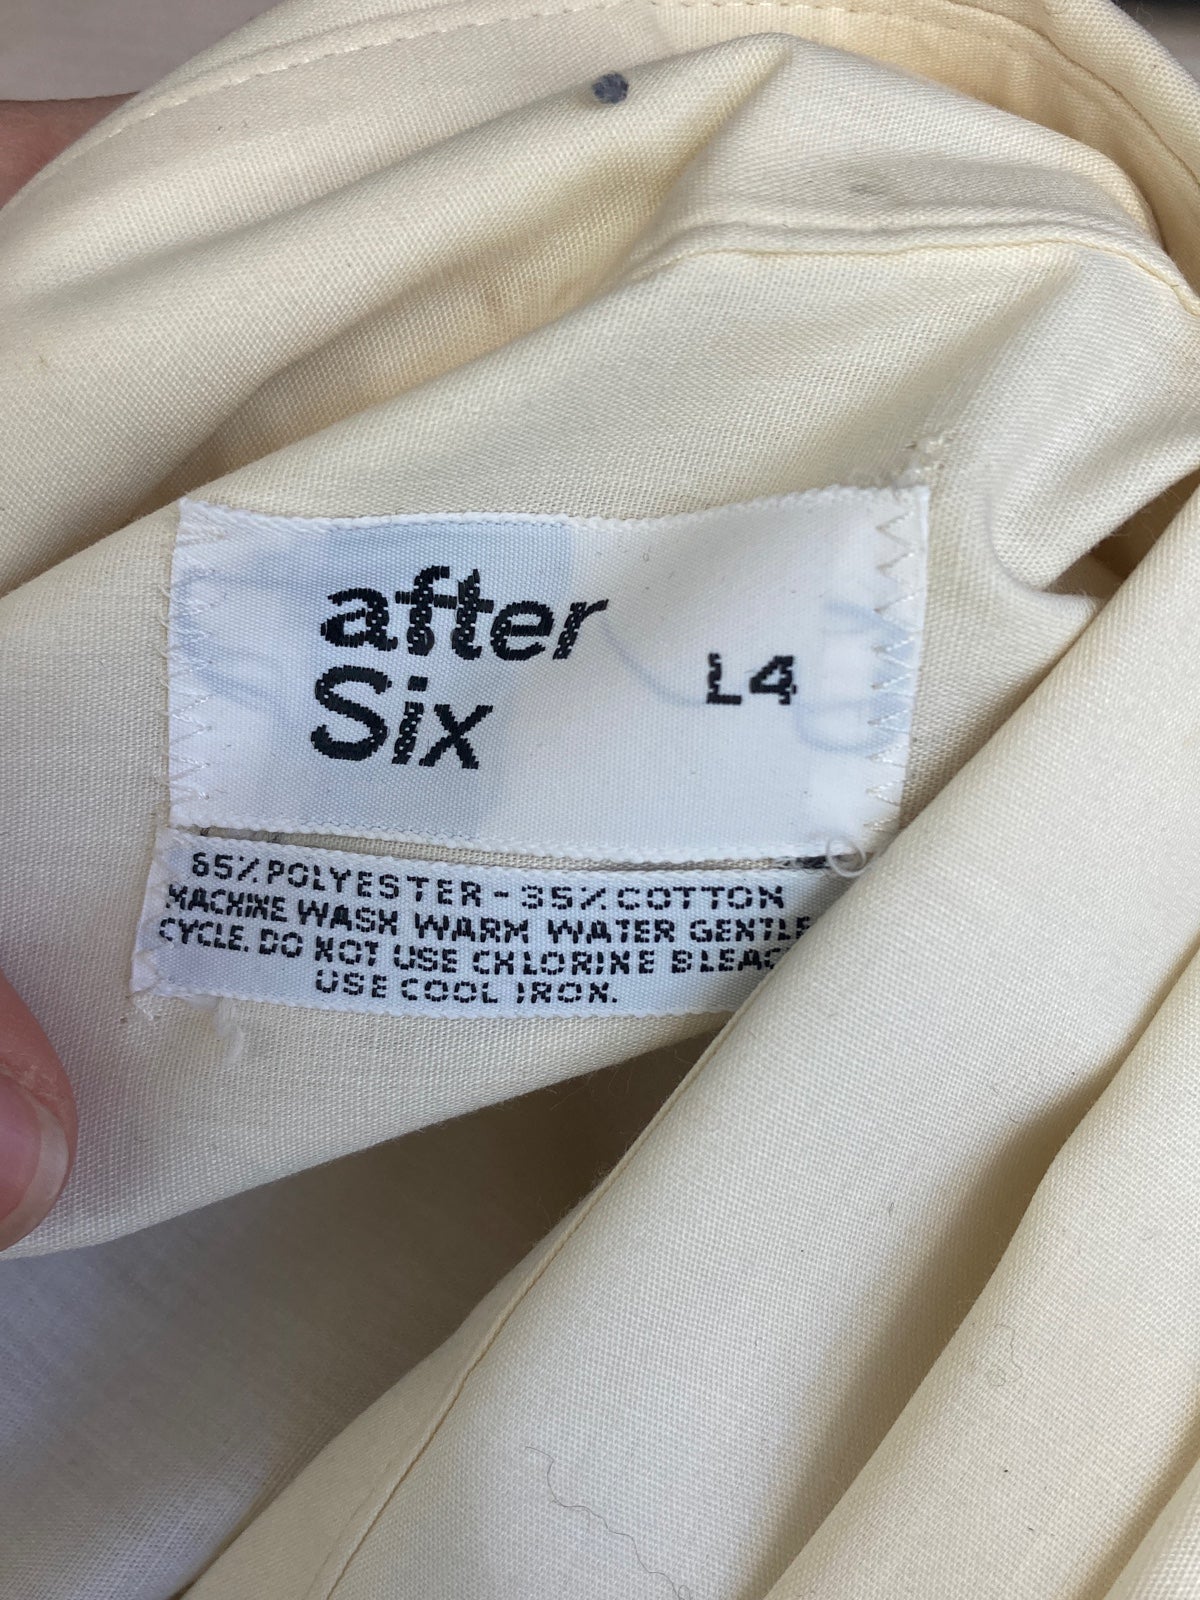 after
Six
L4
65% POLYESTER - 35% COTTON
MACHINE WASH WARM WATER GENTLE
CYCLE. DO NOT USE CHLORINE BLEAC
USE COOL IRON.